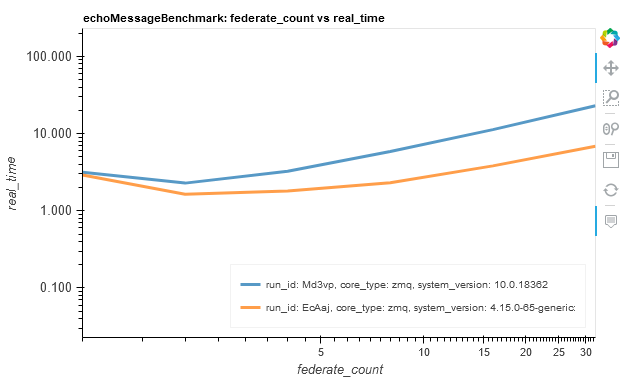 echoMessageBenchmark: federate_count vs real_time
100.000
10.000
1.000
0.100
real_time
run_id: Md3vp, core_type: zmq, system_version: 10.0.18362
run_id: EcAaj, core_type: zmq, system_version: 4.15.0-65-generic:
5
10
15
20
25
30
federate_count